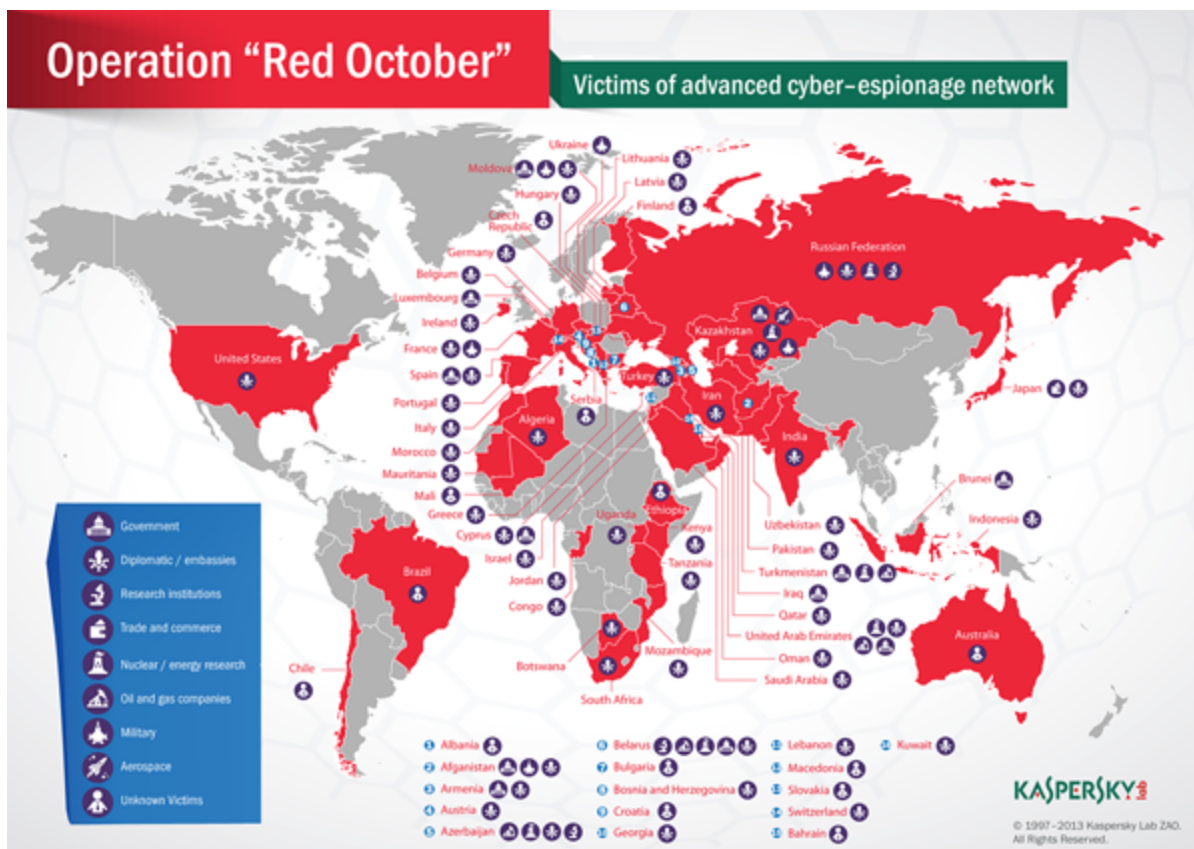 Operation “Red October”
Victims of advanced cyber-espionage network
Ukraine
Moldova
Hungary
Czech
Republic
Germany
Belgium
Luxembourg
Ireland
France
Spain
Portugal
Italy
Morocco
Mauritania
Mali
Greece
Cyprus
Israel
Jordan
Congo
Lithuania
Latvia
Finland
Russian Federation
Kazakhstan
United States
Turkey
Iran
6
7
2
Japan
Serbia
Algeria
India
Ethiopia
Uganda
Kenya
Tanzania
Brunei
Indonesia
Uzbekistan
Pakistan
Turkmenistan
Iraq
Qatar
United Arab Emirates
Oman
Saudi Arabia
Brazil
Chile
Botswana
Mozambique
South Africa
Australia
Government
Diplomatic / embassies
Research institutions
Trade and commerce
Nuclear / energy research
Oil and gas companies
Military
Aerospace
Unknown Victims
1 Albania
2 Afganistan
3 Armenia
4 Austria
5 Azerbaijan
6 Belarus
7 Bulgaria
8 Bosnia and Herzegovina
9 Croatia
10 Georgia
11 Lebanon
12 Macedonia
13 Slovakia
14 Switzerland
15 Bahrain
16 Kuwait
KASPERSKY lab
© 1997-2013 Kaspersky Lab ZAO.
All Rights Reserved.